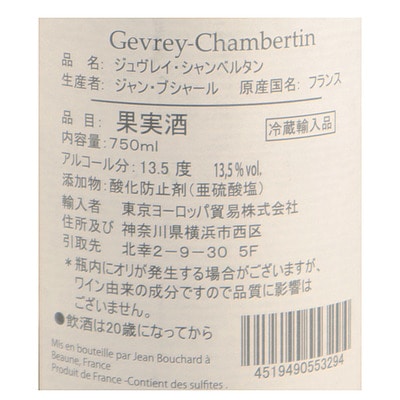 Gevrey-Chambertin
品　名：ジュヴレイ・シャンベルタン
生産者：ジャン・ブシャール　原産国名：フランス
品　目：果実酒　冷蔵輸入品
内容量：750ml
アルコール分：13.5 度　13,5% vol.
添加物：酸化防止剤（亜硫酸塩）
輸入者　東京ヨーロッパ貿易株式会社
住所及び　神奈川県横浜市西区
引取先　北幸2－9－30 5F
＊瓶内にオリが発生する場合がございますが、
ワイン由来の成分ですので品質に影響は
ございません。
●飲酒は20歳になってから
Mis en bouteille par Jean Bouchard à
Beaune, France
Produit de France -Contient des sulfites .
4519490553294